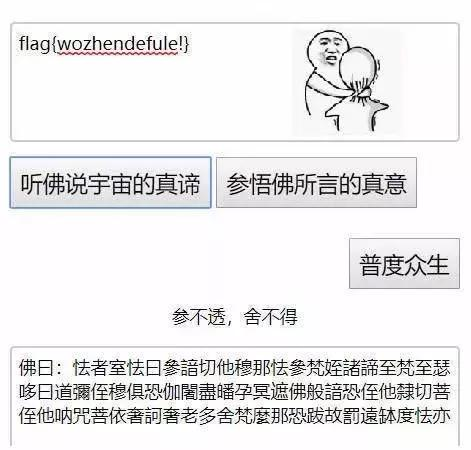 flag{wozhendefule!}
听佛说宇宙的真谛 参悟佛所言的真意
普度众生
参不透，舍不得
佛曰：怯者室怯曰參諳切他穆那怯參梵姪諸諦至梵至瑟
哆曰道彌侄穆俱恐伽闍盡皤孕冥遮佛般諳恐侄他隸切菩
侄他呐咒菩依奢訶奢老多舍梵麼那恐跋故罰遠缽度怯亦